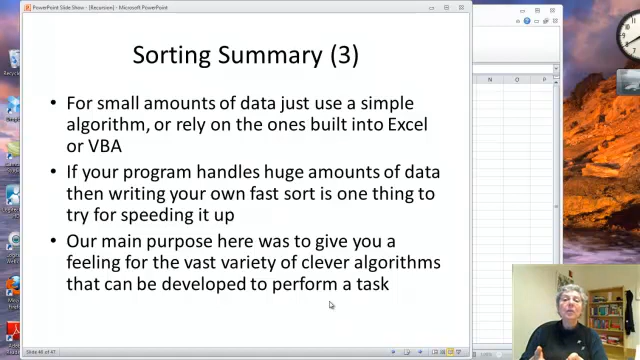 PowerPoint Slide Show - [Recursion] - Microsoft PowerPoint
Sorting Summary (3)
• For small amounts of data just use a simple
algorithm, or rely on the ones built into Excel
or VBA
• If your program handles huge amounts of data
then writing your own fast sort is one thing to
try for speeding it up
• Our main purpose here was to give you a
feeling for the vast variety of clever algorithms
that can be developed to perform a task
N O P